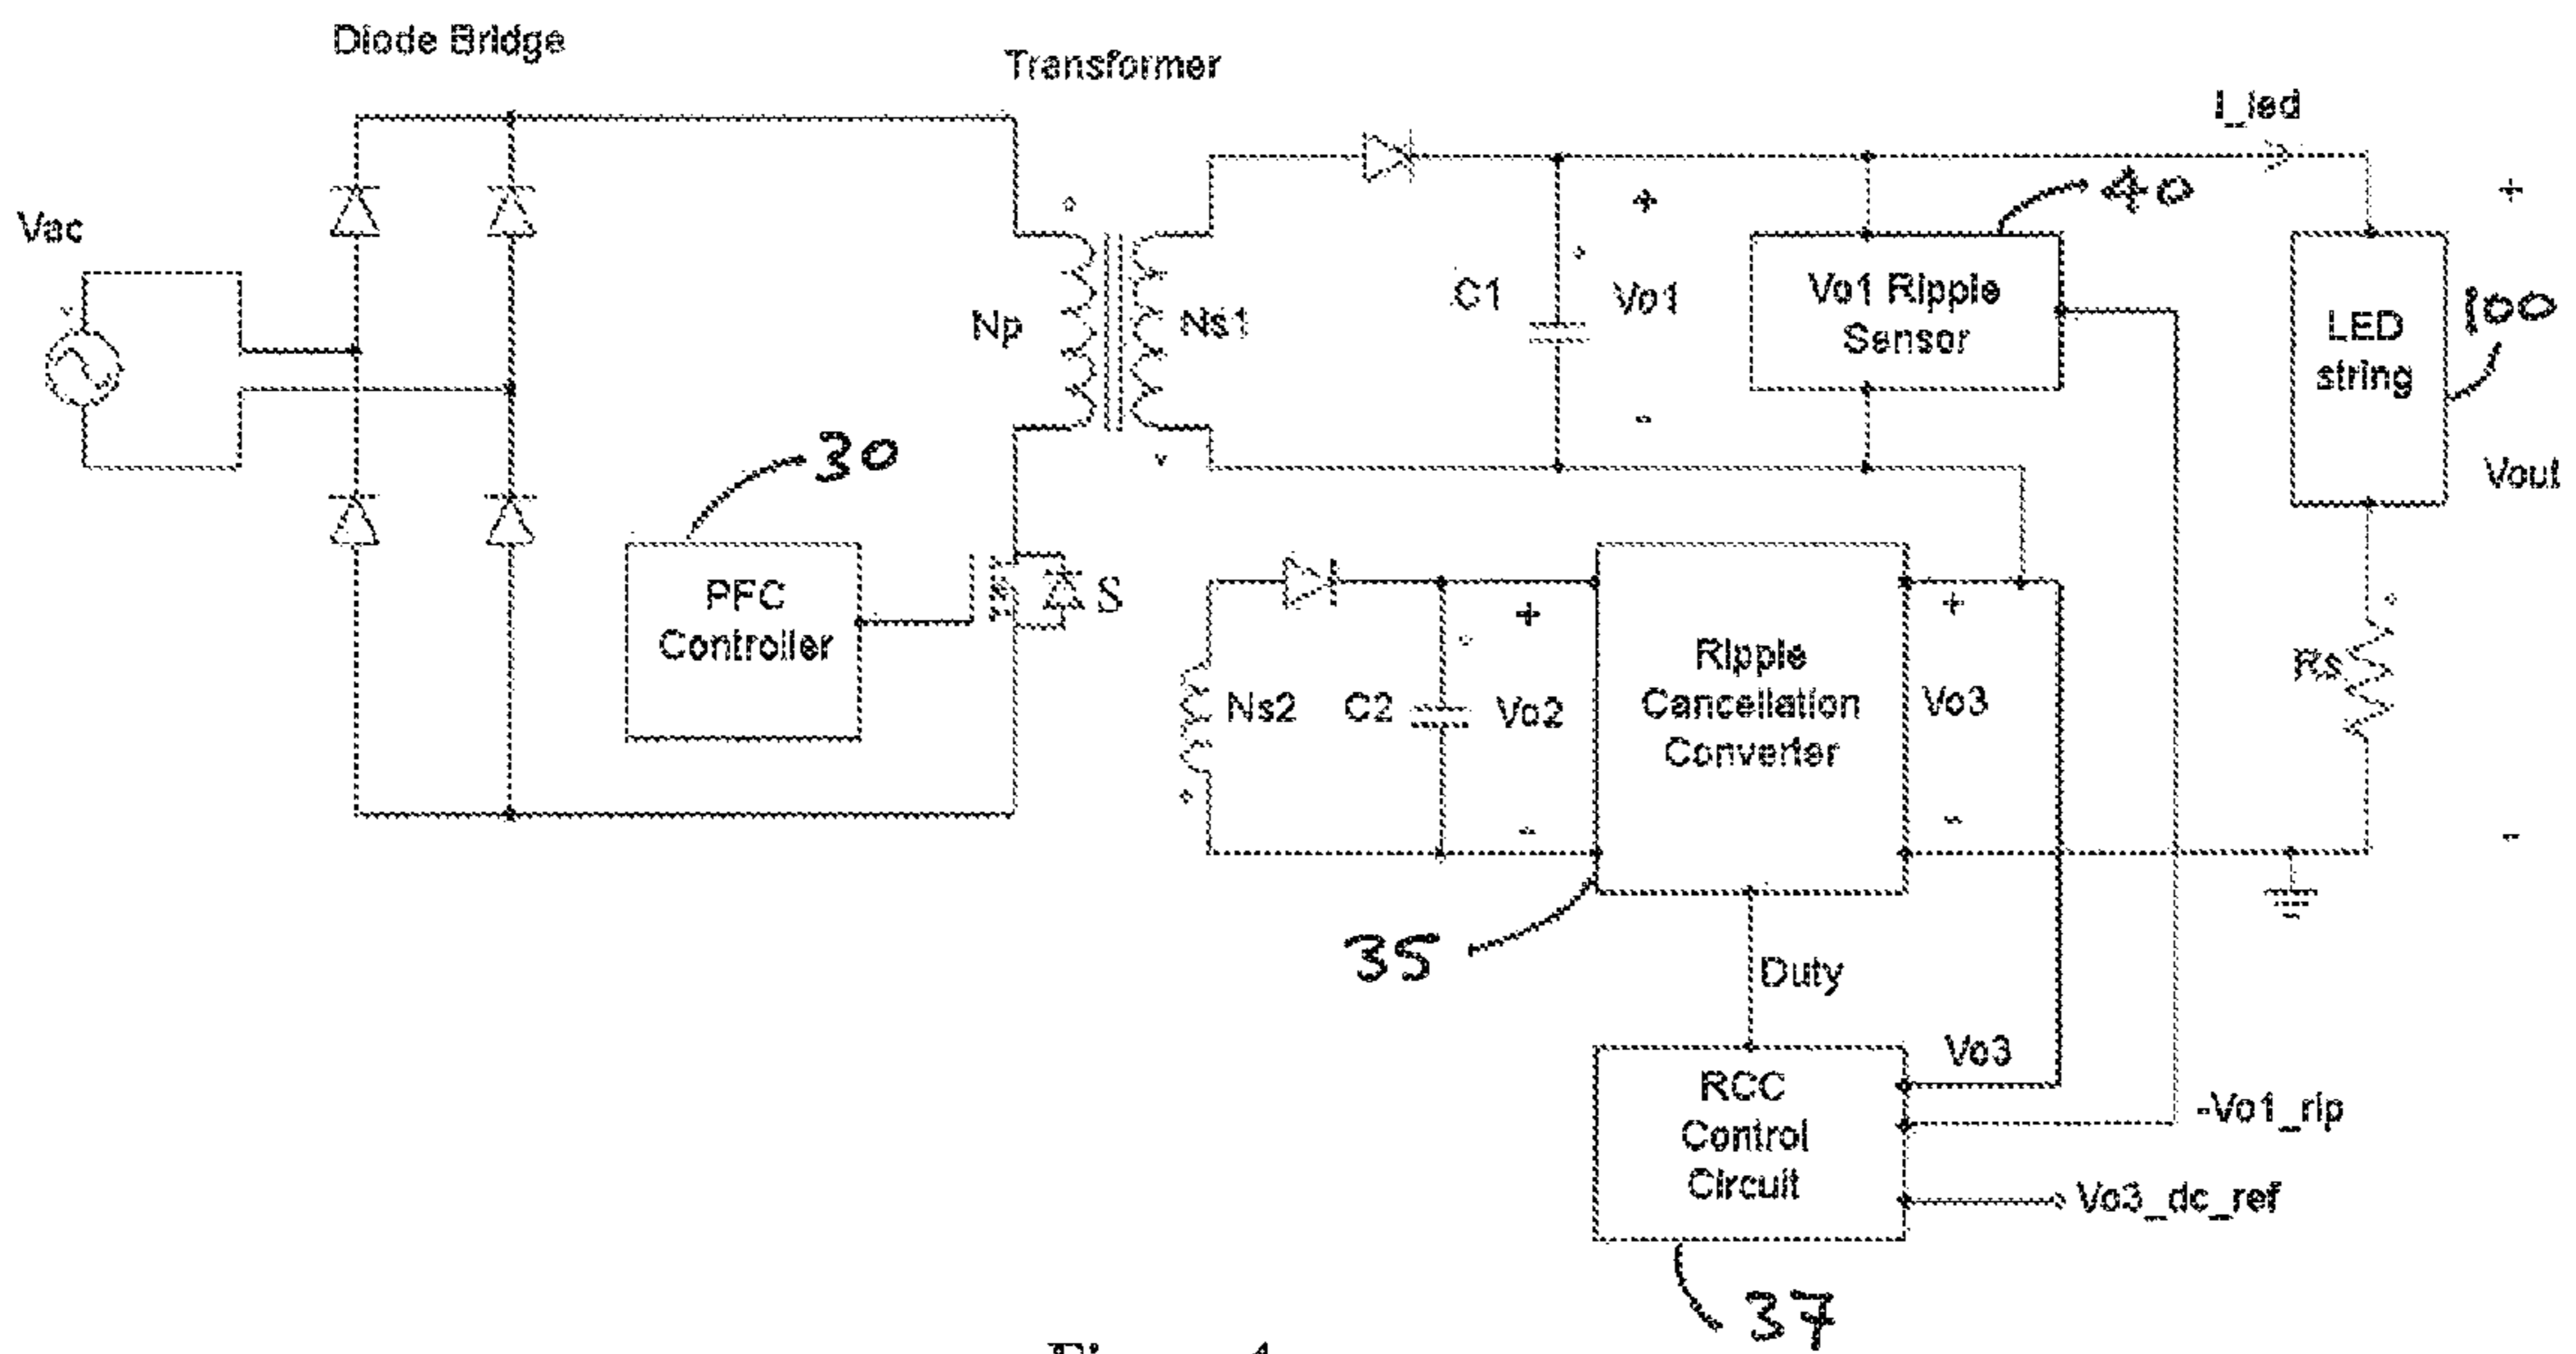 Diode Bridge
Transformer
I_led
Vac
40
+
+
Np
Ns1
C1
Vo1
Vo1 Ripple
Sensor
LED
string
100
-
Vout
30
PFC
Controller
S
Ns2
C2
+
Vo2
-
Ripple
Cancellation
Converter
+
Vo3
-
Rs
-
35
Duty
RCC
Control
Circuit
Vo3
-Vo1_rip
Vo3_dc_ref
37